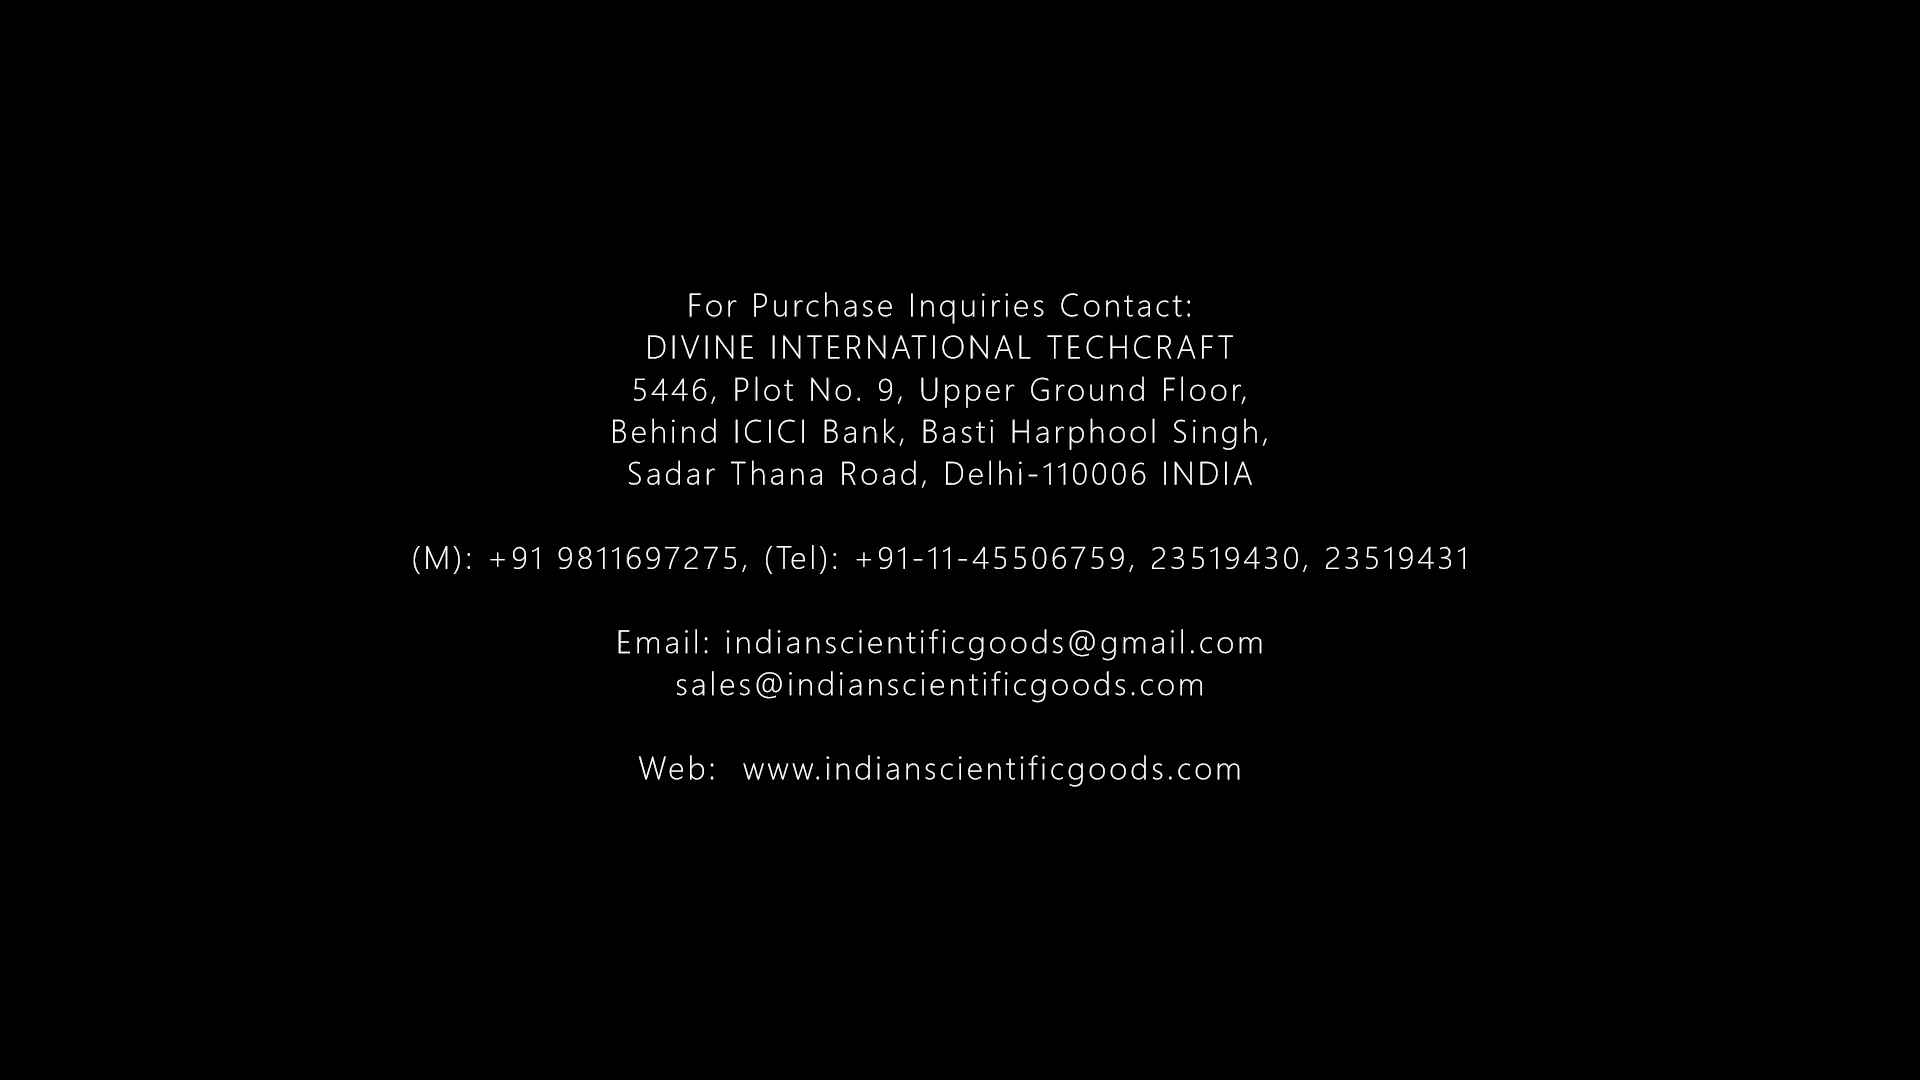 For Purchase Inquiries Contact:
DIVINE INTERNATIONAL TECHCRAFT
5446, Plot No. 9, Upper Ground Floor,
Behind ICICI Bank, Basti Harphool Singh,
Sadar Thana Road, Delhi-110006 INDIA
(M): +91 9811697275, (Tel): +91-11-45506759, 23519430, 23519431
Email: indianscientificgoods@gmail.com
sales@indianscientificgoods.com
Web: www.indianscientificgoods.com